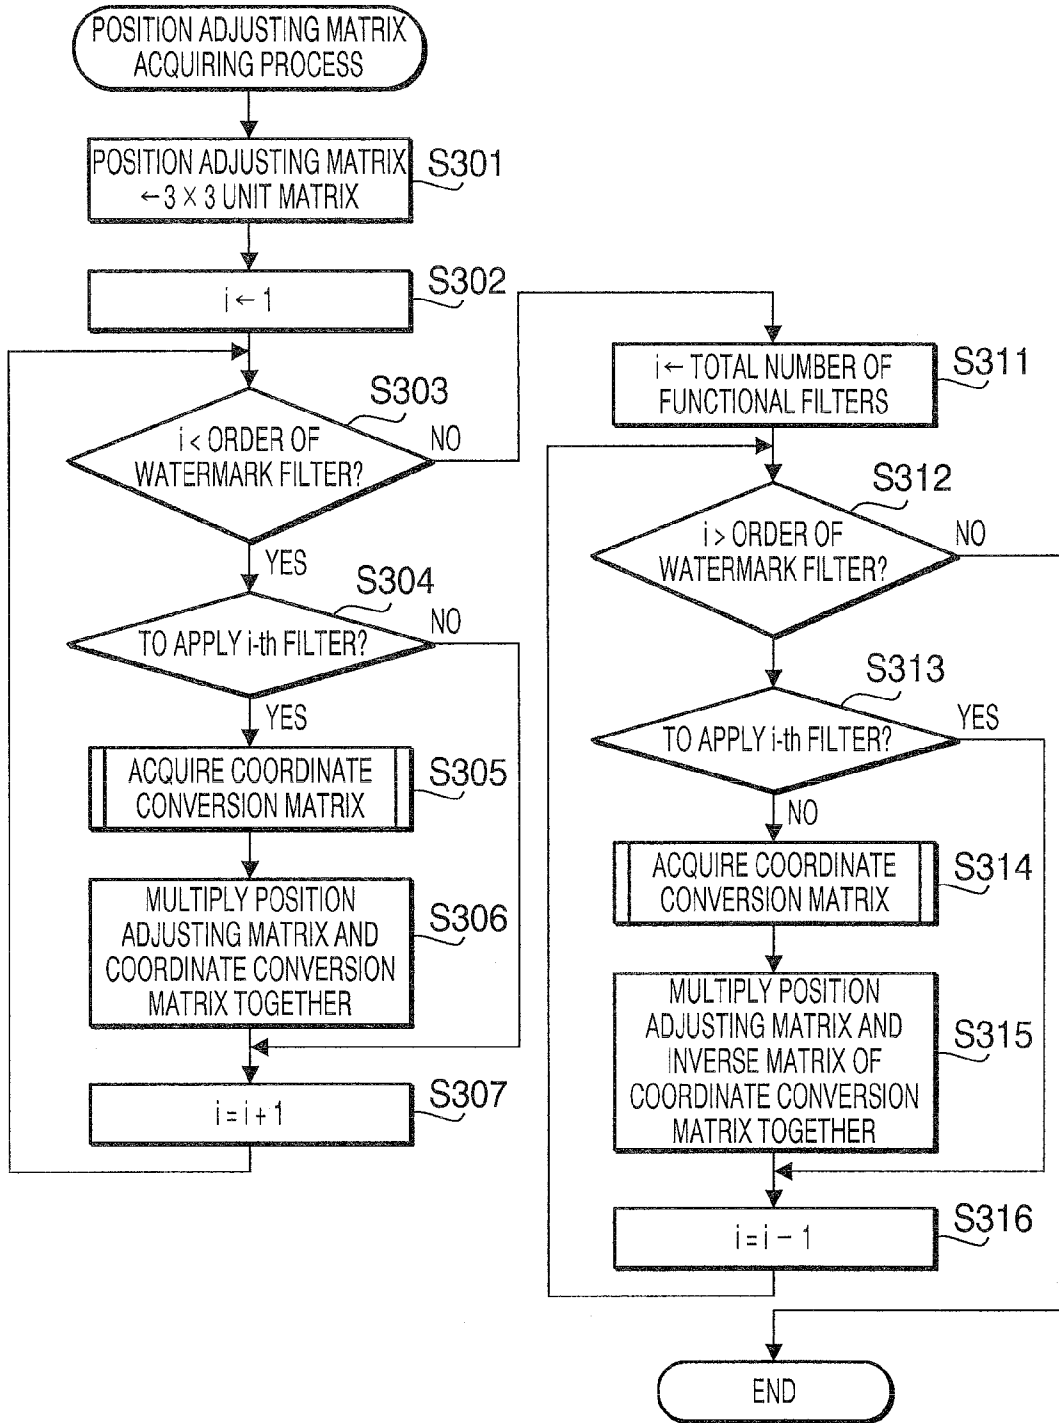 POSITION ADJUSTING MATRIX
ACQUIRING PROCESS
POSITION ADJUSTING MATRIX
← 3 × 3 UNIT MATRIX
S301
i ← 1
S302
i < ORDER OF
WATERMARK FILTER?
S303
NO
YES
TO APPLY i-th FILTER?
S304
NO
YES
ACQUIRE COORDINATE
CONVERSION MATRIX
S305
MULTIPLY POSITION
ADJUSTING MATRIX AND
COORDINATE CONVERSION
MATRIX TOGETHER
S306
i = i + 1
S307
i ← TOTAL NUMBER OF
FUNCTIONAL FILTERS
S311
i > ORDER OF
WATERMARK FILTER?
S312
NO
TO APPLY i-th FILTER?
S313
YES
NO
ACQUIRE COORDINATE
CONVERSION MATRIX
S314
MULTIPLY POSITION
ADJUSTING MATRIX AND
INVERSE MATRIX OF
COORDINATE CONVERSION
MATRIX TOGETHER
S315
i = i − 1
S316
END